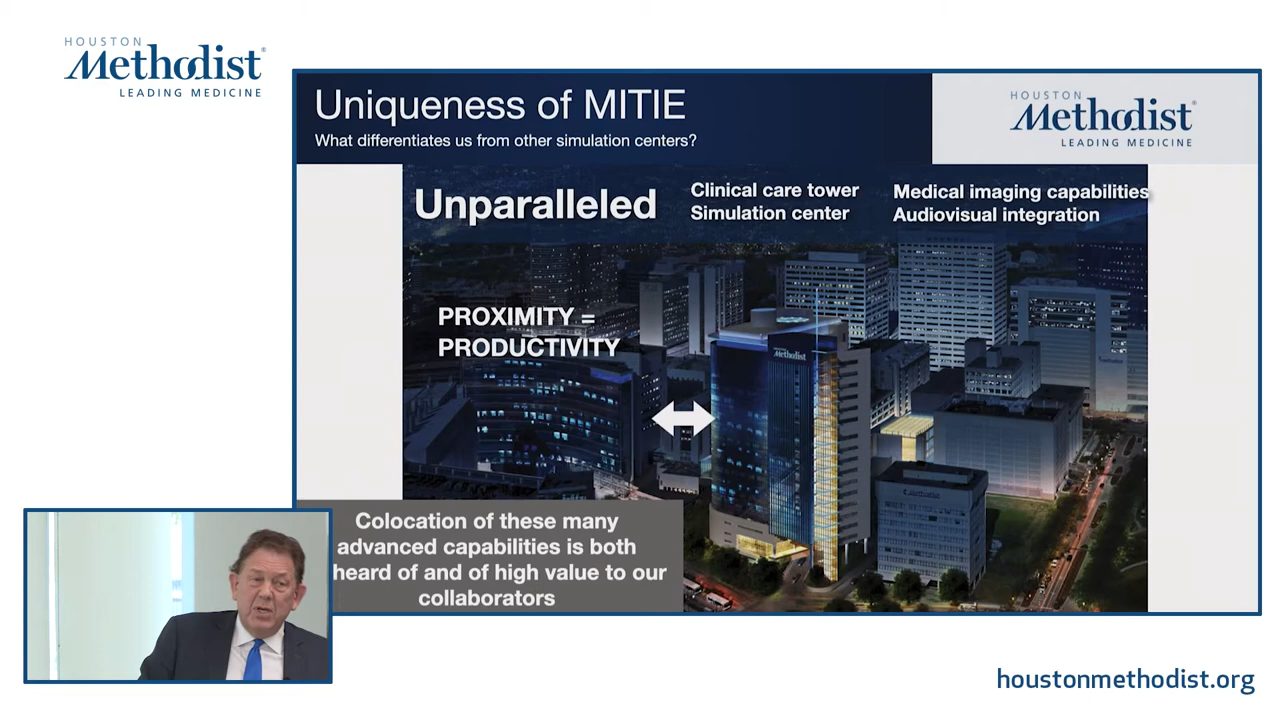 HOUSTON
Methodist®
LEADING MEDICINE
Uniqueness of MITIE
What differentiates us from other simulation centers?
HOUSTON
Methodist®
LEADING MEDICINE
Unparalleled
Clinical care tower
Simulation center
Medical imaging capabilities
Audiovisual integration
PROXIMITY =
PRODUCTIVITY
Methodist
Colocation of these many
advanced capabilities is both
heard of and of high value to our
collaborators
houstonmethodist.org